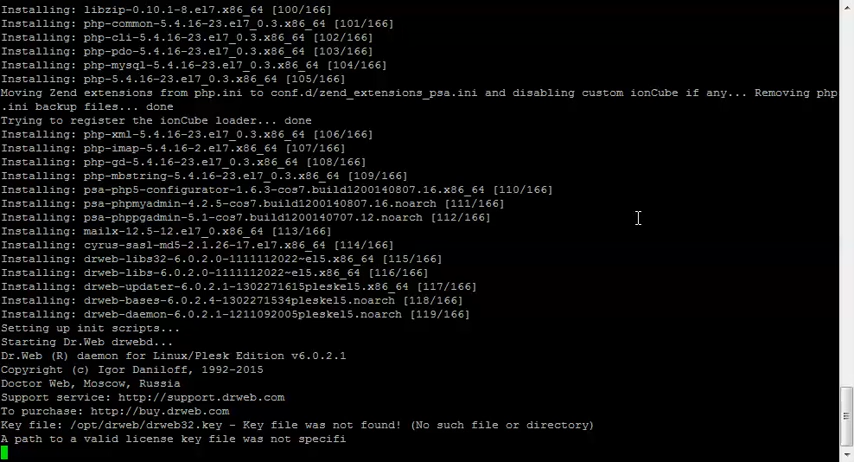 Installing: libzip-0.10.1-8.el7.x86_64 [100/166]
Installing: php-common-5.4.16-23.el7_0.3.x86_64 [101/166]
Installing: php-cli-5.4.16-23.el7_0.3.x86_64 [102/166]
Installing: php-pdo-5.4.16-23.el7_0.3.x86_64 [103/166]
Installing: php-mysql-5.4.16-23.el7_0.3.x86_64 [104/166]
Installing: php-5.4.16-23.el7_0.3.x86_64 [105/166]
Moving Zend extensions from php.ini to conf.d/zend_extensions_psa.ini and disabling custom ionCube if any... Removing php
.ini backup files... done
Trying to register the ionCube loader... done
Installing: php-xml-5.4.16-23.el7_0.3.x86_64 [106/166]
Installing: php-imap-5.4.16-2.el7.x86_64 [107/166]
Installing: php-gd-5.4.16-23.el7_0.3.x86_64 [108/166]
Installing: php-mbstring-5.4.16-23.el7_0.3.x86_64 [109/166]
Installing: psa-php5-configurator-1.6.3-cos7.build1200140807.16.x86_64 [110/166]
Installing: psa-phpmyadmin-4.2.5-cos7.build1200140807.16.noarch [111/166]
Installing: psa-phppgadmin-5.1-cos7.build1200140707.12.noarch [112/166]
Installing: mailx-12.5-12.el7_0.x86_64 [113/166]
Installing: cyrus-sasl-md5-2.1.26-17.el7.x86_64 [114/166]
Installing: drweb-libs32-6.0.2.0-1111112022~el5.x86_64 [115/166]
Installing: drweb-libs-6.0.2.0-1111112022~el5.x86_64 [116/166]
Installing: drweb-updater-6.0.2.1-1302271615pleskel5.x86_64 [117/166]
Installing: drweb-bases-6.0.2.4-1302271534pleskel5.noarch [118/166]
Installing: drweb-daemon-6.0.2.1-1211092005pleskel5.noarch [119/166]
Setting up init scripts...
Starting Dr.Web drwebd...
Dr.Web (R) daemon for Linux/Plesk Edition v6.0.2.1
Copyright (c) Igor Daniloff, 1992-2015
Doctor Web, Moscow, Russia
Support service: http://support.drweb.com
To purchase: http://buy.drweb.com
Key file: /opt/drweb/drweb32.key - Key file was not found! (No such file or directory)
A path to a valid license key file was not specifi